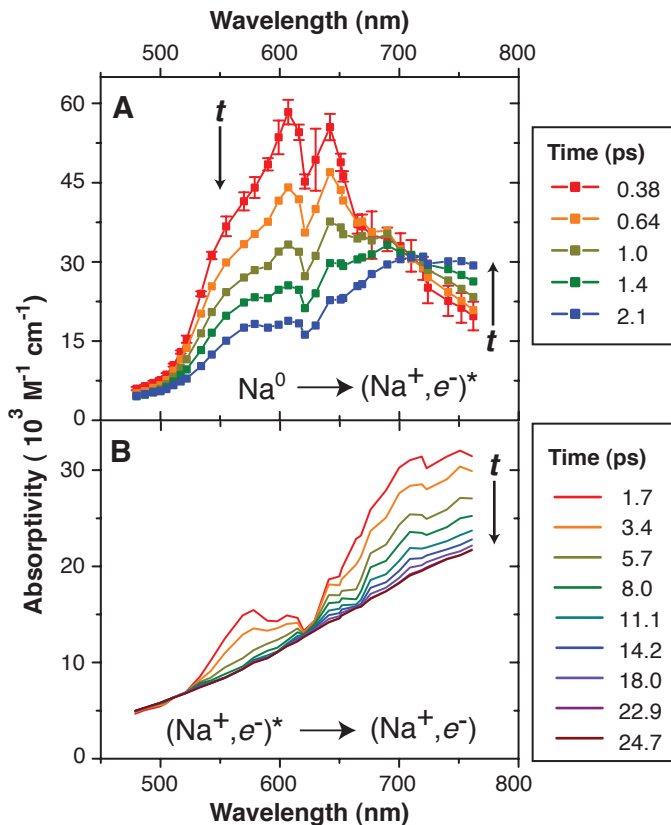 Wavelength (nm)
500 600 700 800
A
t
60
45
30
15
0
t
Na⁰ ⟶ (Na⁺,e⁻)*
Time (ps)
0.38
0.64
1.0
1.4
2.1
Absorptivity ( 10³ M⁻¹ cm⁻¹)
B
t
30
20
10
0
(Na⁺,e⁻)* ⟶ (Na⁺,e⁻)
Time (ps)
1.7
3.4
5.7
8.0
11.1
14.2
18.0
22.9
24.7
500 600 700 800
Wavelength (nm)